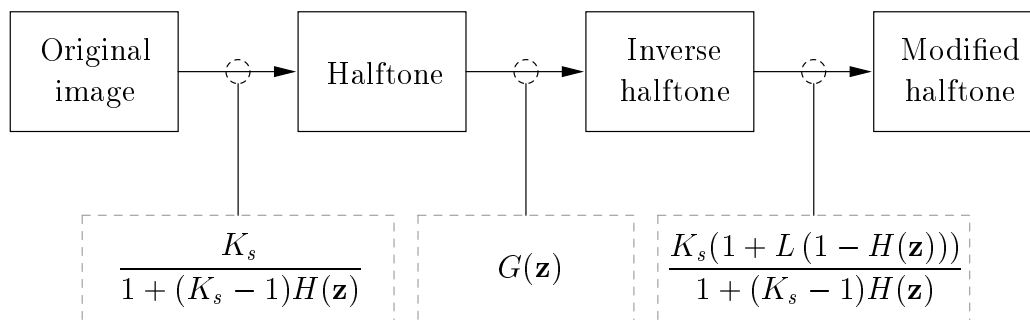 Original
image
Halftone
Inverse
halftone
Modified
halftone
K_s / (1 + (K_s − 1)H(z))
G(z)
K_s(1 + L (1 − H(z))) / (1 + (K_s − 1)H(z)